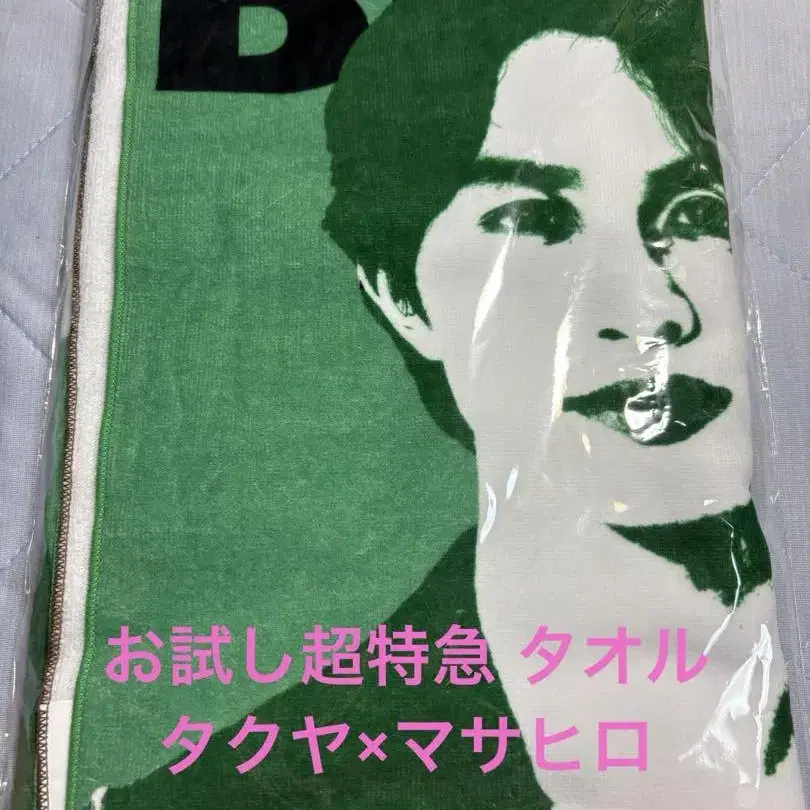 お試し超特急 タオル
タクヤ×マサヒロ